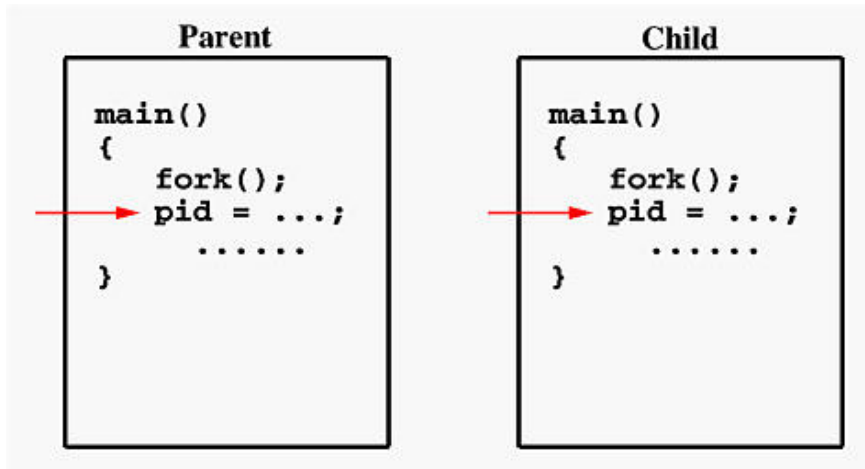 Parent
main()
{
fork();
pid = ...;
......
}
Child
main()
{
fork();
pid = ...;
......
}